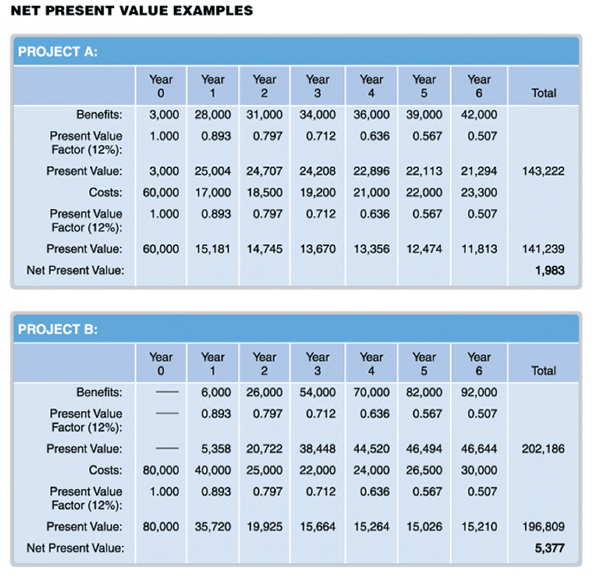 NET PRESENT VALUE EXAMPLES
PROJECT A:
Year 0 Year 1 Year 2 Year 3 Year 4 Year 5 Year 6 Total
Benefits: 3,000 28,000 31,000 34,000 36,000 39,000 42,000
Present Value Factor (12%): 1.000 0.893 0.797 0.712 0.636 0.567 0.507
Present Value: 3,000 25,004 24,707 24,208 22,896 22,113 21,294 143,222
Costs: 60,000 17,000 18,500 19,200 21,000 22,000 23,300
Present Value Factor (12%): 1.000 0.893 0.797 0.712 0.636 0.567 0.507
Present Value: 60,000 15,181 14,745 13,670 13,356 12,474 11,813 141,239
Net Present Value: 1,983
PROJECT B:
Year 0 Year 1 Year 2 Year 3 Year 4 Year 5 Year 6 Total
Benefits: — 6,000 26,000 54,000 70,000 82,000 92,000
Present Value Factor (12%): — 0.893 0.797 0.712 0.636 0.567 0.507
Present Value: — 5,358 20,722 38,448 44,520 46,494 46,644 202,186
Costs: 80,000 40,000 25,000 22,000 24,000 26,500 30,000
Present Value Factor (12%): 1.000 0.893 0.797 0.712 0.636 0.567 0.507
Present Value: 80,000 35,720 19,925 15,664 15,264 15,026 15,210 196,809
Net Present Value: 5,377